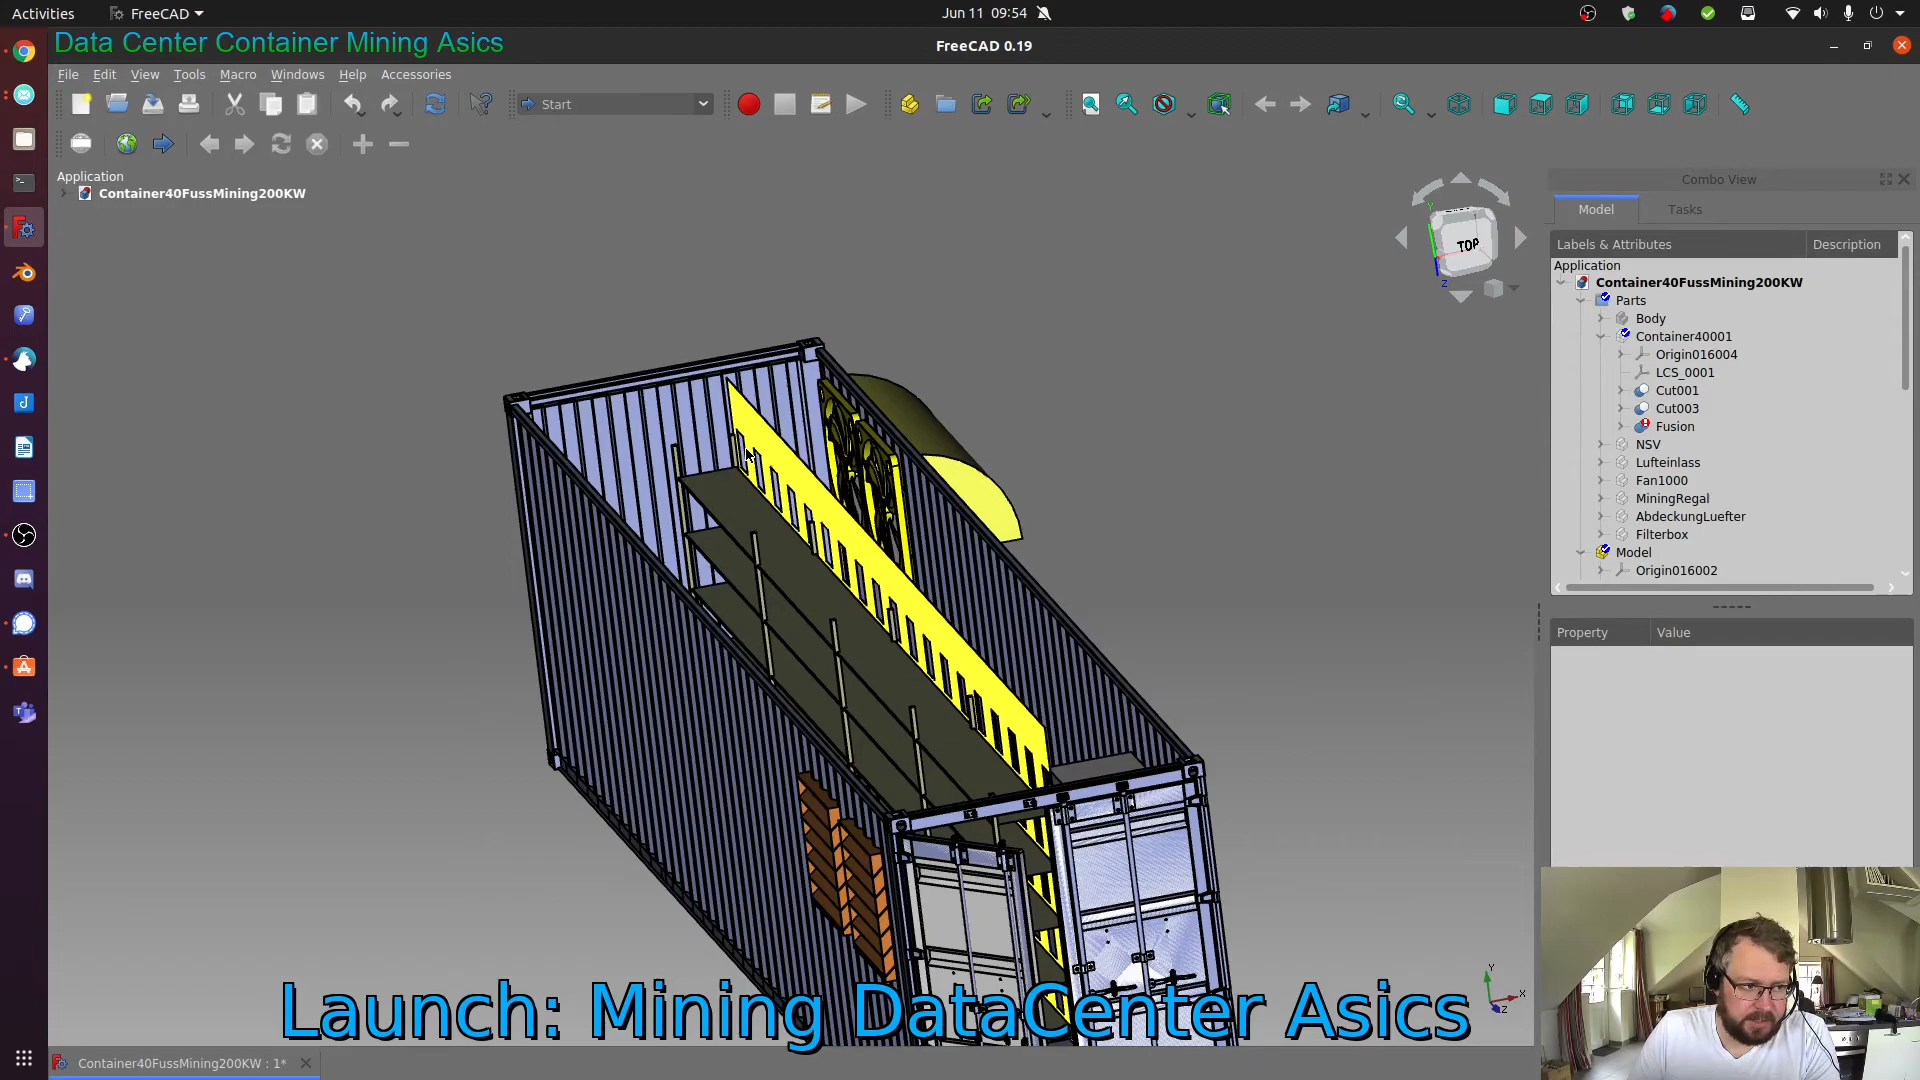 Activities
FreeCAD
Jun 11 09:54
Data Center Container Mining Asics
FreeCAD 0.19
File Edit View Tools Macro Windows Help Accessories
Start
Application
Container40FussMining200KW
TOP
Y
Z
Combo View
Model
Tasks
Labels & Attributes
Description
Application
Container40FussMining200KW
Parts
Body
Container40001
Origin016004
LCS_0001
Cut001
Cut003
Fusion
NSV
Lufteinlass
Fan1000
MiningRegal
AbdeckungLuefter
Filterbox
Model
Origin016002
Property
Value
Y
X
Z
Launch: Mining DataCenter Asics
Container40FussMining200KW : 1*